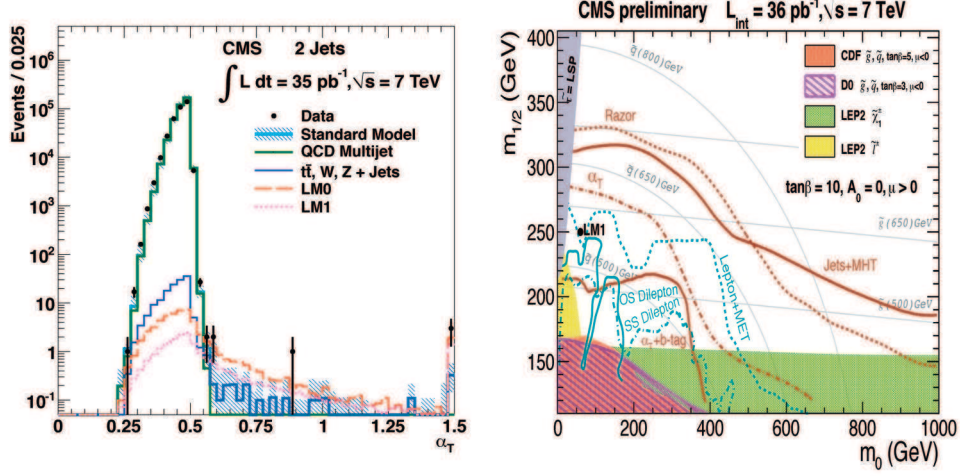 CMS 2 Jets
∫ L dt = 35 pb⁻¹, √s = 7 TeV
Data
Standard Model
QCD Multijet
tt̄, W, Z + Jets
LM0
LM1
Events / 0.025
10⁶
10⁵
10⁴
10³
10²
10
1
10⁻¹
0 0.25 0.5 0.75 1 1.25 1.5
α_T
CMS preliminary L_int = 36 pb⁻¹, √s = 7 TeV
m_1/2 (GeV)
400
350
300
250
200
150
τ̃ = LSP
q̃(800)GeV
CDF g̃, q̃, tanβ=5, μ<0
D0 g̃, q̃, tanβ=3, μ<0
LEP2 χ̃₁±
LEP2 l̃±
tanβ = 10, A₀ = 0, μ > 0
Razor
q̃(650)GeV
α_T
g̃(650)GeV
LM1
q̃(500)GeV
Jets+MHT
Lepton+MET
g̃(500)GeV
OS Dilepton
SS Dilepton
α_T+b-tag
0 200 400 600 800 1000
m₀ (GeV)